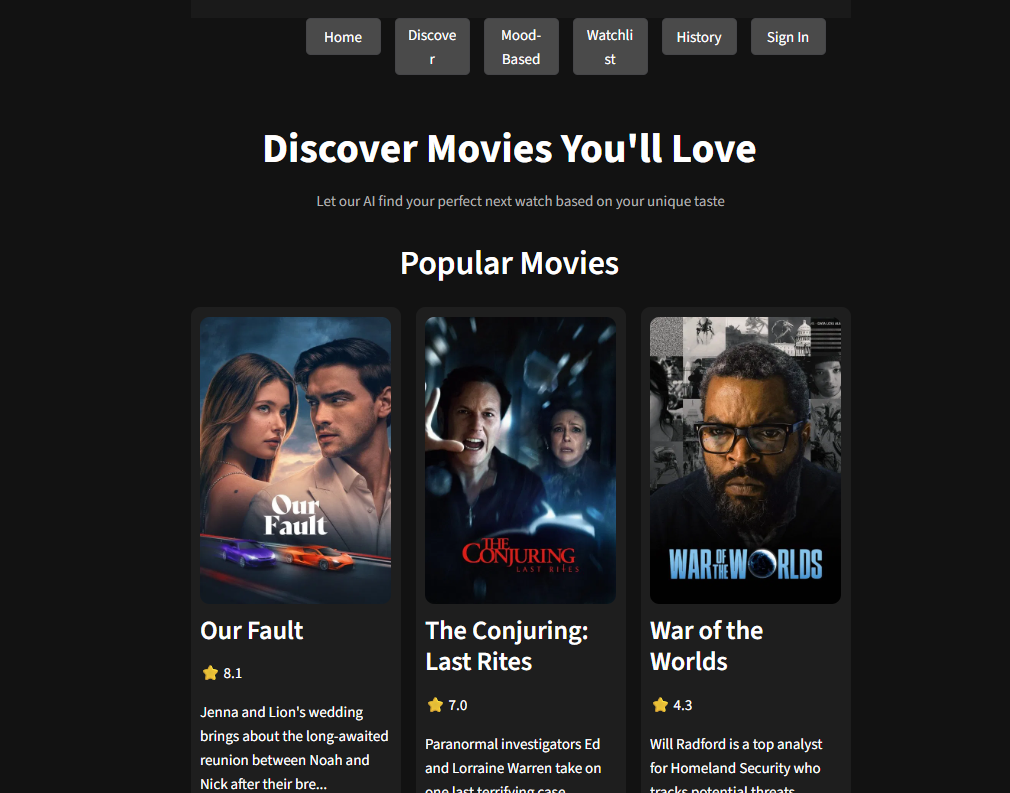 Home
Discove
r
Mood-
Based
Watchli
st
History
Sign In
Discover Movies You'll Love
Let our AI find your perfect next watch based on your unique taste
Popular Movies
Our
Fault
THE
CONJURING
LAST RITES
WAR OF THE WORLDS
Our Fault
8.1
Jenna and Lion's wedding
brings about the long-awaited
reunion between Noah and
Nick after their bre...
The Conjuring:
Last Rites
7.0
Paranormal investigators Ed
and Lorraine Warren take on
one last terrifying case
War of the
Worlds
4.3
Will Radford is a top analyst
for Homeland Security who
tracks potential threats